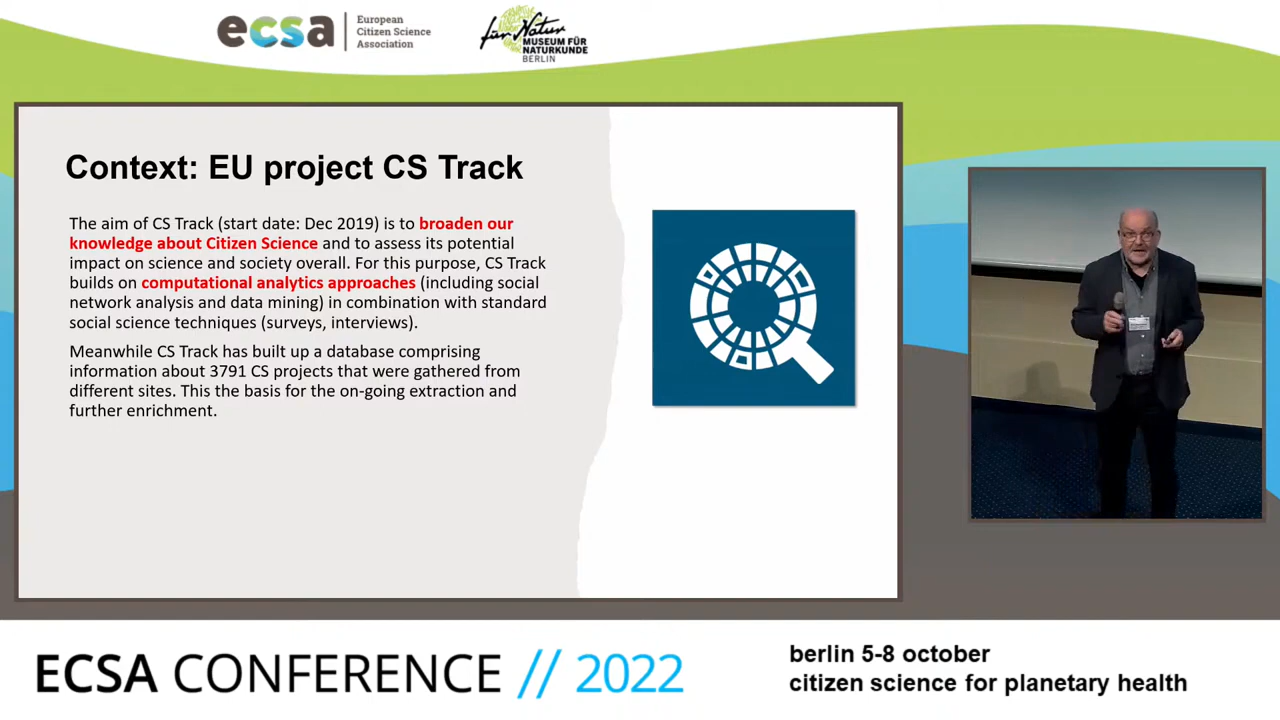 ecsa
European
Citizen Science
Association
für Natur
MUSEUM FÜR
NATURKUNDE
BERLIN
Context: EU project CS Track
The aim of CS Track (start date: Dec 2019) is to broaden our
knowledge about Citizen Science and to assess its potential
impact on science and society overall. For this purpose, CS Track
builds on computational analytics approaches (including social
network analysis and data mining) in combination with standard
social science techniques (surveys, interviews).
Meanwhile CS Track has built up a database comprising
information about 3791 CS projects that were gathered from
different sites. This the basis for the on-going extraction and
further enrichment.
ECSA CONFERENCE // 2022
berlin 5-8 october
citizen science for planetary health